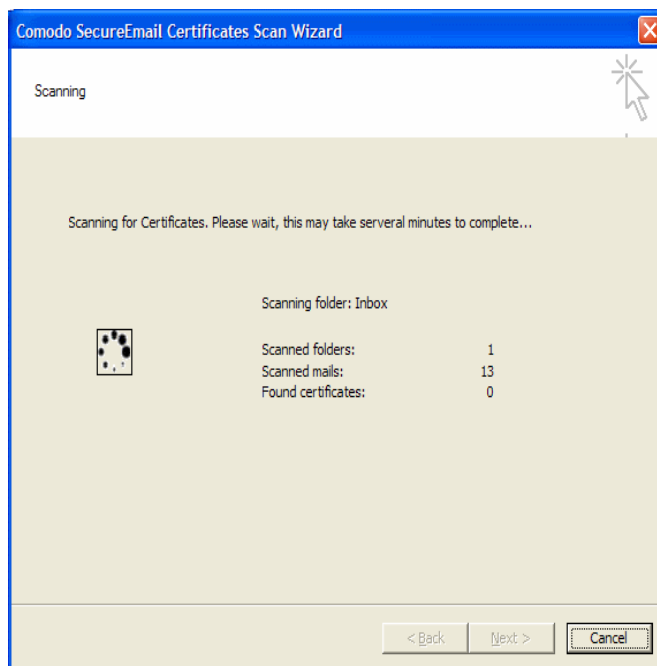 Comodo SecureEmail Certificates Scan Wizard
Scanning
Scanning for Certificates. Please wait, this may take serveral minutes to complete...
Scanning folder: Inbox
Scanned folders: 1
Scanned mails: 13
Found certificates: 0
< Back Next > Cancel